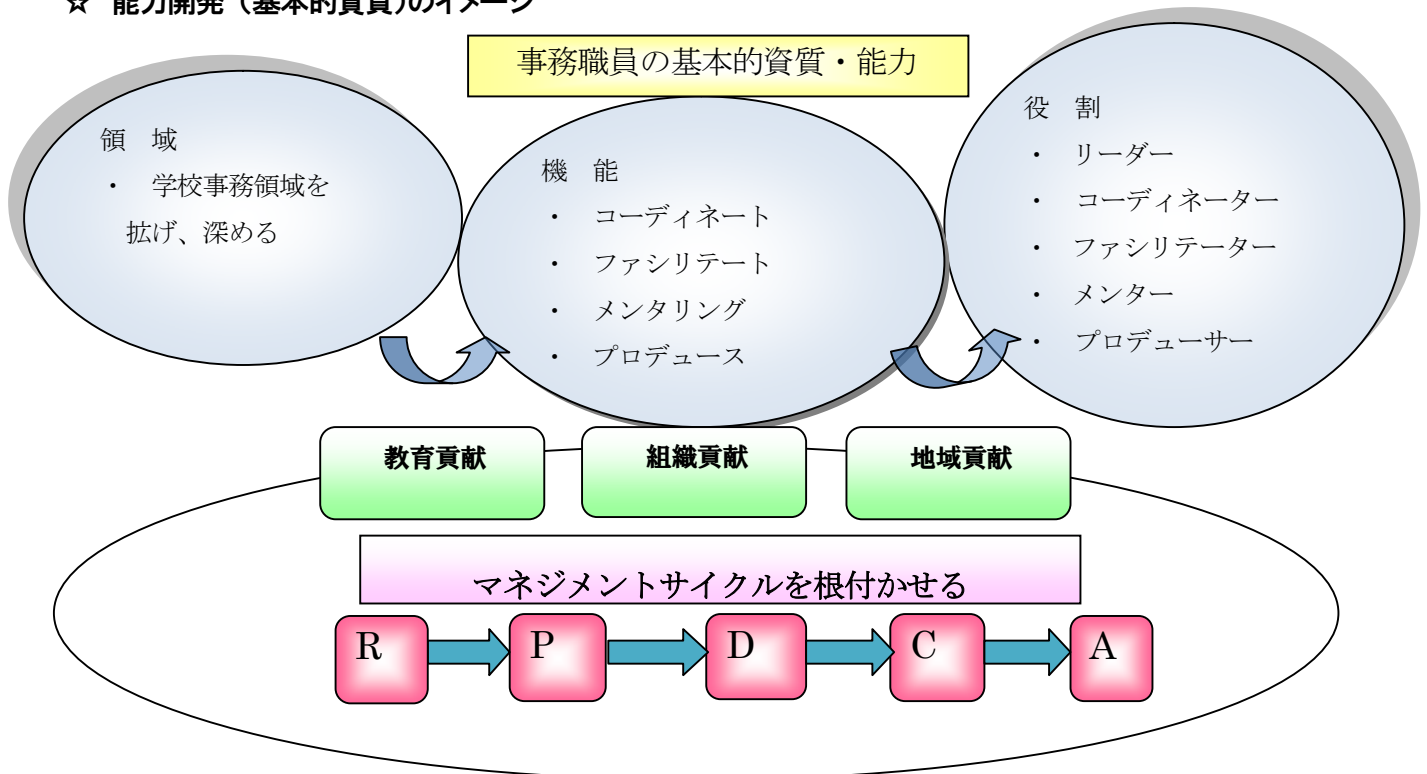 ☆ 能力開発（基本的資質）のイメージ
事務職員の基本的資質・能力
領 域
・ 学校事務領域を
拡げ、深める
機 能
・ コーディネート
・ ファシリテート
・ メンタリング
・ プロデュース
役 割
・ リーダー
・ コーディネーター
・ ファシリテーター
・ メンター
・ プロデューサー
教育貢献
組織貢献
地域貢献
マネジメントサイクルを根付かせる
R
P
D
C
A